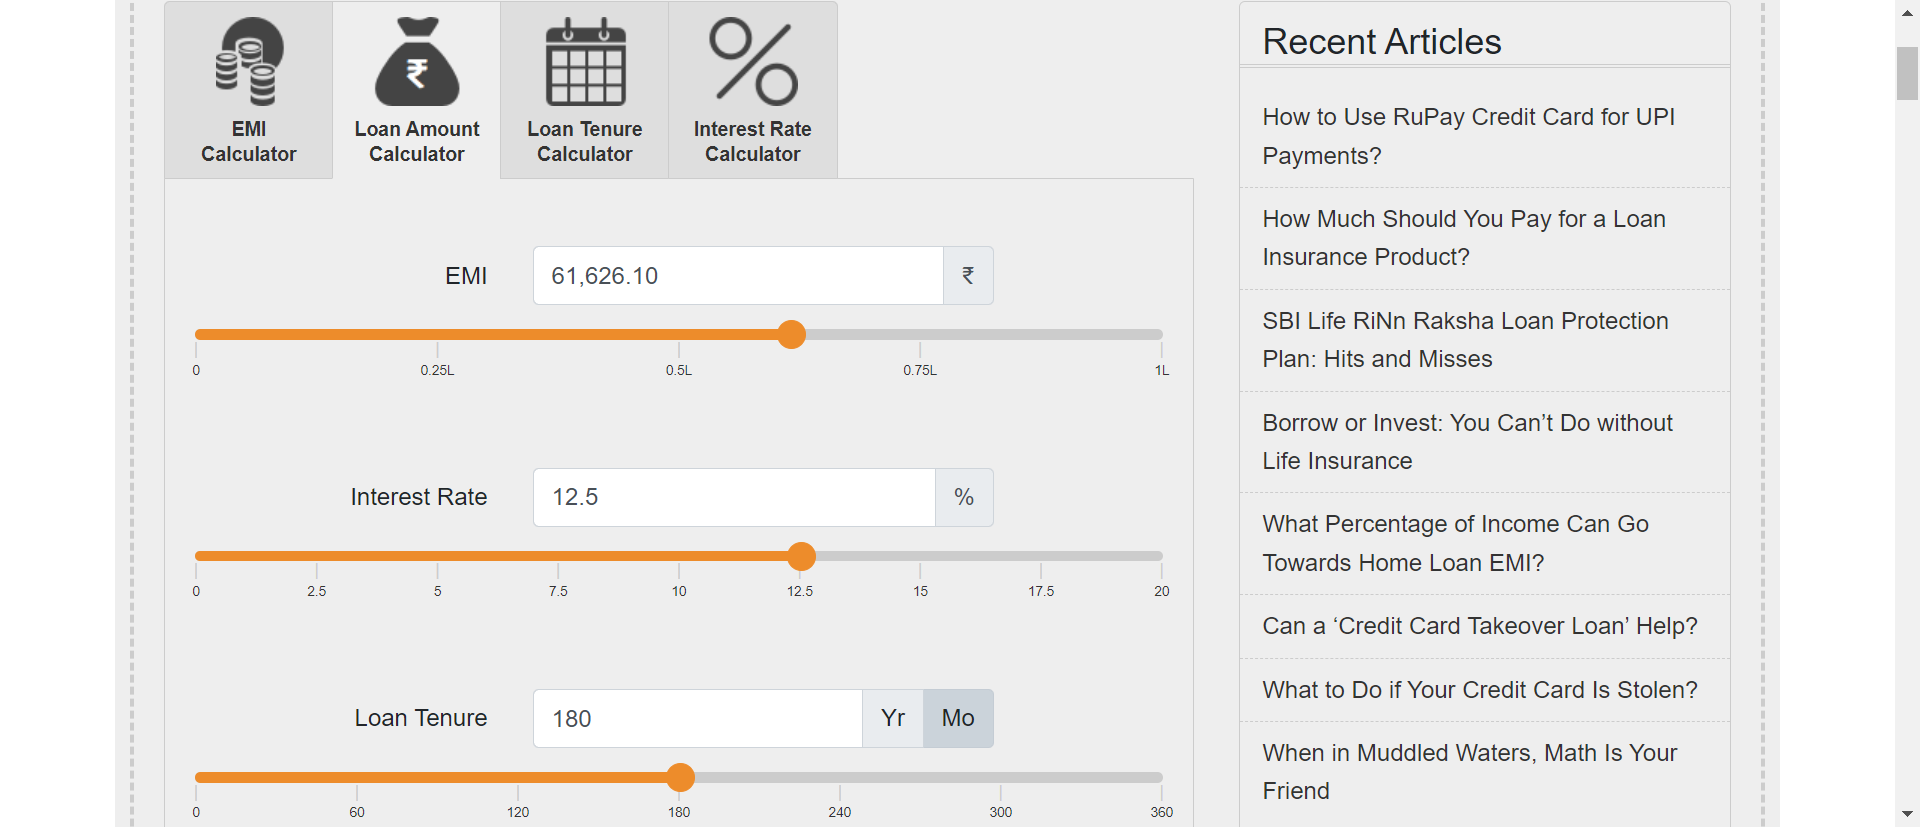 EMI
Calculator
₹
Loan Amount
Calculator
Loan Tenure
Calculator
Interest Rate
Calculator
EMI
61,626.10
₹
0
0.25L
0.5L
0.75L
1L
Interest Rate
12.5
%
0
2.5
5
7.5
10
12.5
15
17.5
20
Loan Tenure
180
Yr
Mo
0
60
120
180
240
300
360
Recent Articles
How to Use RuPay Credit Card for UPI
Payments?
How Much Should You Pay for a Loan
Insurance Product?
SBI Life RiNn Raksha Loan Protection
Plan: Hits and Misses
Borrow or Invest: You Can’t Do without
Life Insurance
What Percentage of Income Can Go
Towards Home Loan EMI?
Can a ‘Credit Card Takeover Loan’ Help?
What to Do if Your Credit Card Is Stolen?
When in Muddled Waters, Math Is Your
Friend